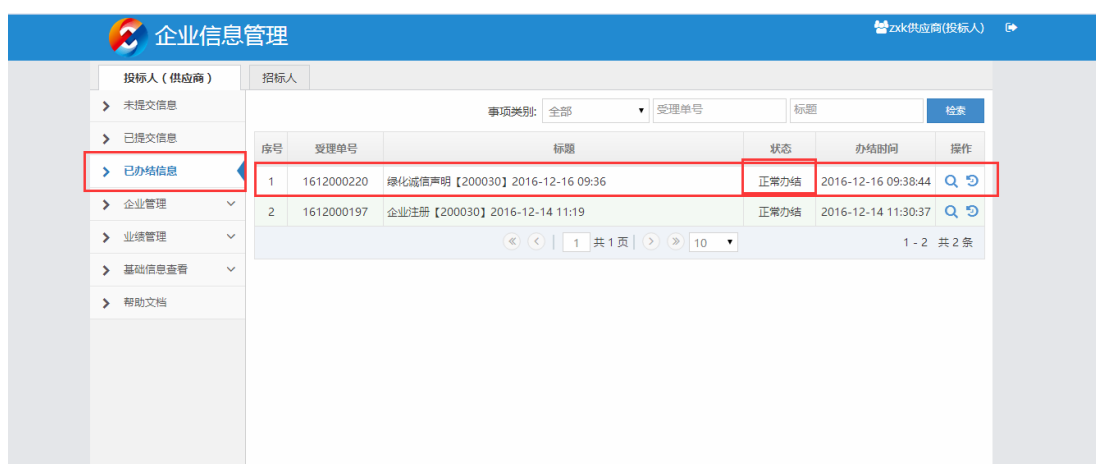 企业信息管理
zxk供应商(投标人)
投标人（供应商） 招标人
未提交信息
已提交信息
已办结信息
企业管理
业绩管理
基础信息查看
帮助文档
事项类别: 全部 受理单号 标题 检索
序号 受理单号 标题 状态 办结时间 操作
1 1612000220 绿化诚信声明【200030】2016-12-16 09:36 正常办结 2016-12-16 09:38:44
2 1612000197 企业注册【200030】2016-12-14 11:19 正常办结 2016-12-14 11:30:37
1 共1页 10 1 - 2 共2条